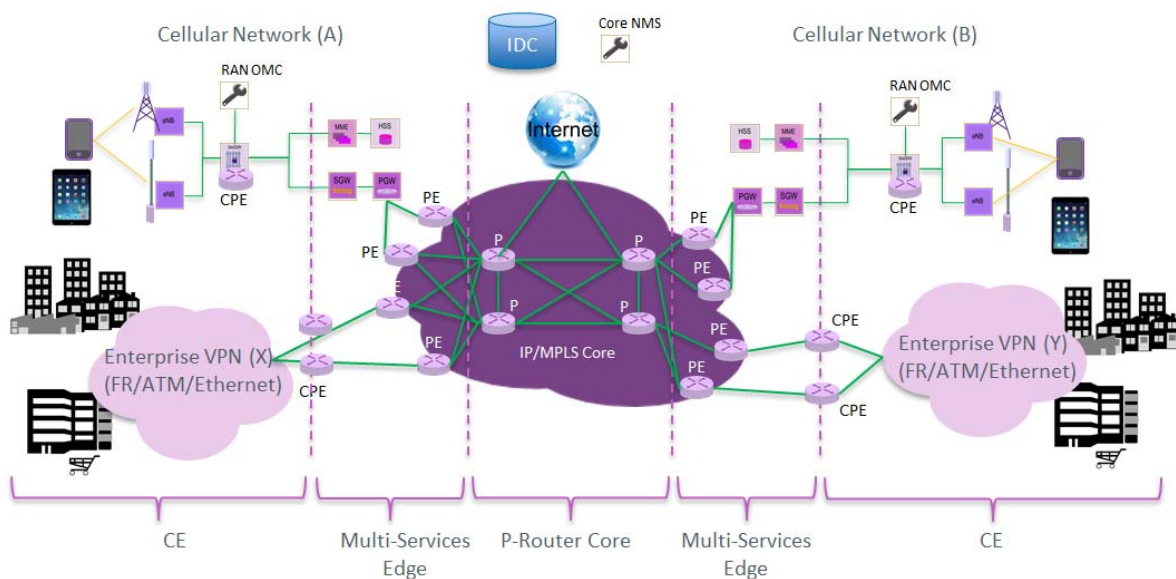 Cellular Network (A)
IDC
Core NMS
Cellular Network (B)
RAN OMC
RAN OMC
Internet
eNB
MME
HSS
HSS
MME
eNB
SeGW
SeGW
eNB
SGW
PGW
PGW
SGW
eNB
CPE
CPE
PE
PE
P
P
PE
PE
E
P
P
PE
CPE
Enterprise VPN (X)
(FR/ATM/Ethernet)
PE
IP/MPLS Core
PE
Enterprise VPN (Y)
(FR/ATM/Ethernet)
CPE
CPE
CE
Multi-Services
Edge
P-Router Core
Multi-Services
Edge
CE